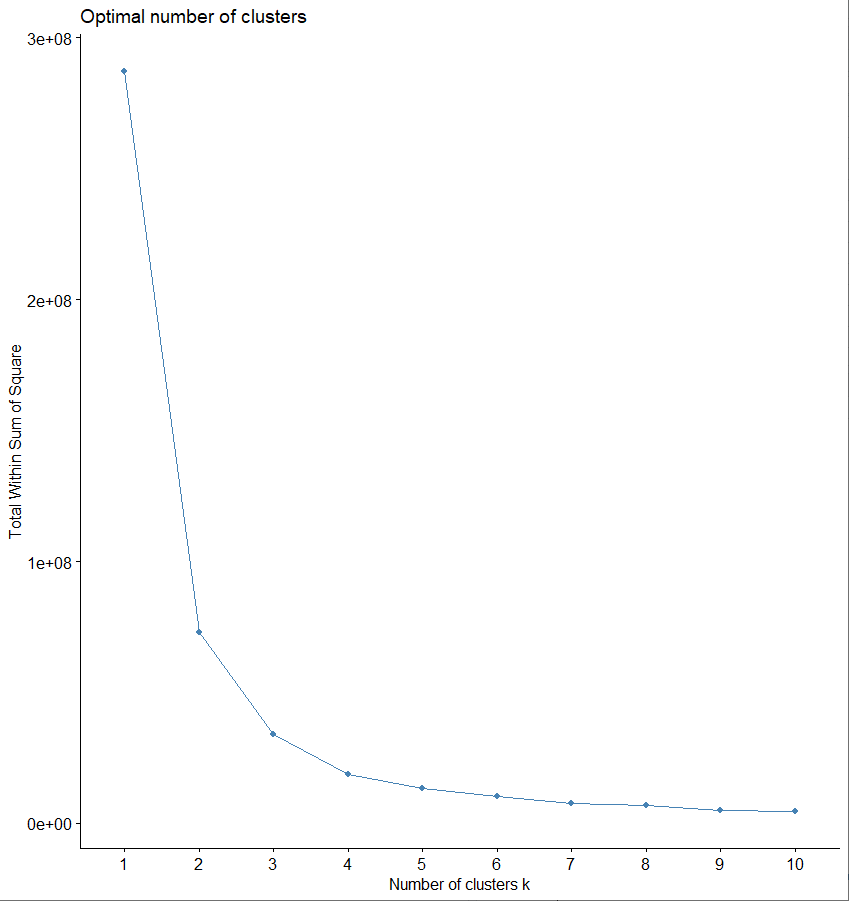 Optimal number of clusters
3e+08
2e+08
1e+08
0e+00
Total Within Sum of Square
1 2 3 4 5 6 7 8 9 10
Number of clusters k